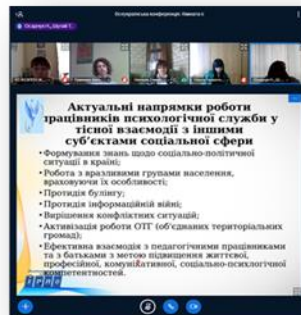 Актуальні напрямки роботи
працівників психологічної служби у
тісної взаємодії з іншими
суб'єктами соціальної сфери
• Формування знань щодо соціально-політичної
ситуації в країні;
• Робота з вразливими групами населення,
враховуючи їх особливості;
• Протидія булінгу;
• Протидія інформаційній війні;
• Вирішення конфліктних ситуацій;
• Активізація роботи ОТГ (об'єднаних територіальних
громад);
• Ефективна взаємодія з педагогічними працівниками
та з батьками з метою підвищення життєвої,
професійної, комунікативної, соціально-психологічної
компетентностей.